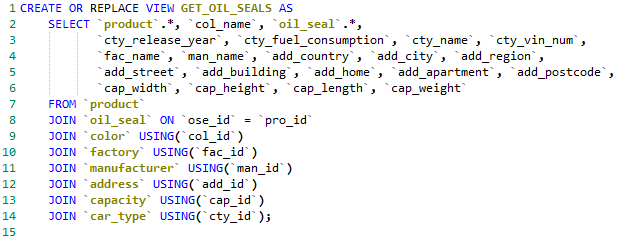 1 CREATE OR REPLACE VIEW GET_OIL_SEALS AS
2 SELECT `product`.*, `col_name`, `oil_seal`.*,
3 `cty_release_year`, `cty_fuel_consumption`, `cty_name`, `cty_vin_num`,
4 `fac_name`, `man_name`, `add_country`, `add_city`, `add_region`,
5 `add_street`, `add_building`, `add_home`, `add_apartment`, `add_postcode`,
6 `cap_width`, `cap_height`, `cap_length`, `cap_weight`
7 FROM `product`
8 JOIN `oil_seal` ON `ose_id` = `pro_id`
9 JOIN `color` USING(`col_id`)
10 JOIN `factory` USING(`fac_id`)
11 JOIN `manufacturer` USING(`man_id`)
12 JOIN `address` USING(`add_id`)
13 JOIN `capacity` USING(`cap_id`)
14 JOIN `car_type` USING(`cty_id`);
15